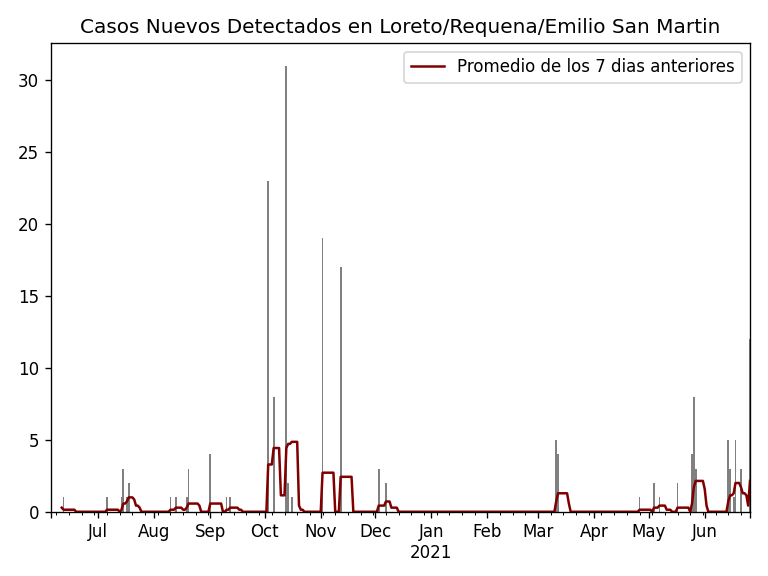 Casos Nuevos Detectados en Loreto/Requena/Emilio San Martin
Promedio de los 7 dias anteriores
30
25
20
15
10
5
0
Jul Aug Sep Oct Nov Dec Jan Feb Mar Apr May Jun
2021